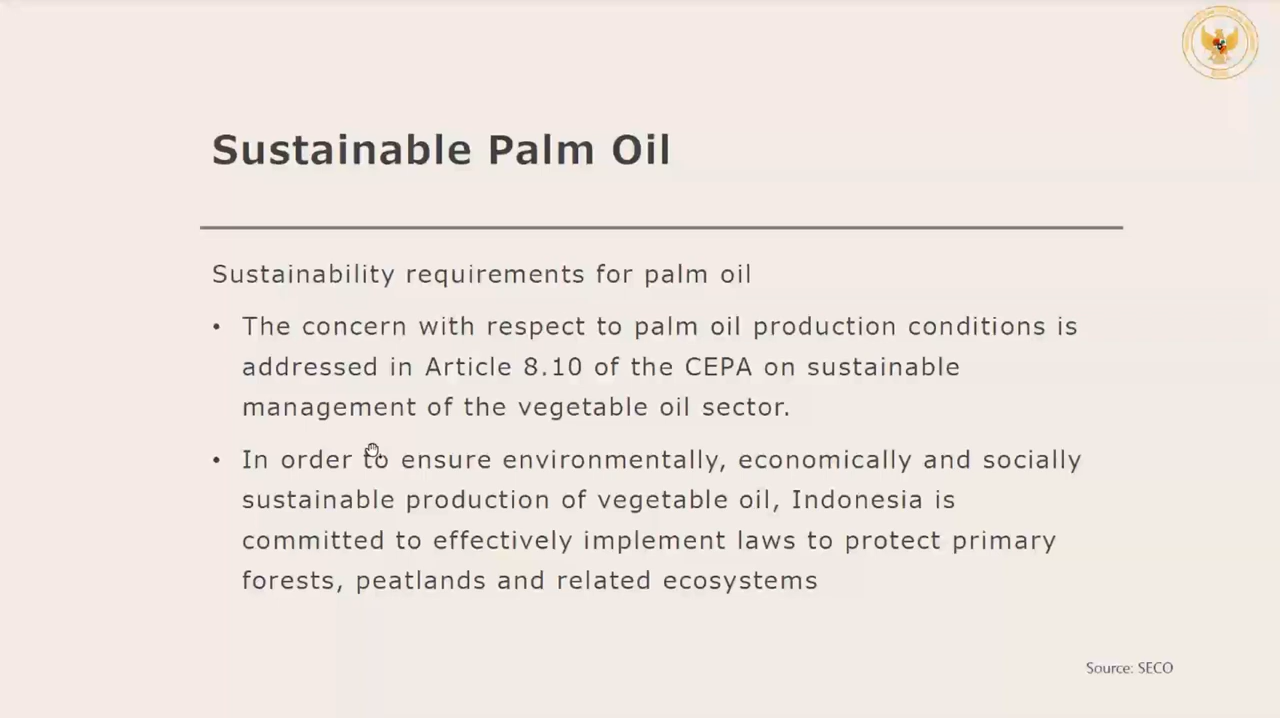 Sustainable Palm Oil
Sustainability requirements for palm oil
• The concern with respect to palm oil production conditions is
addressed in Article 8.10 of the CEPA on sustainable
management of the vegetable oil sector.
• In order to ensure environmentally, economically and socially
sustainable production of vegetable oil, Indonesia is
committed to effectively implement laws to protect primary
forests, peatlands and related ecosystems
Source: SECO